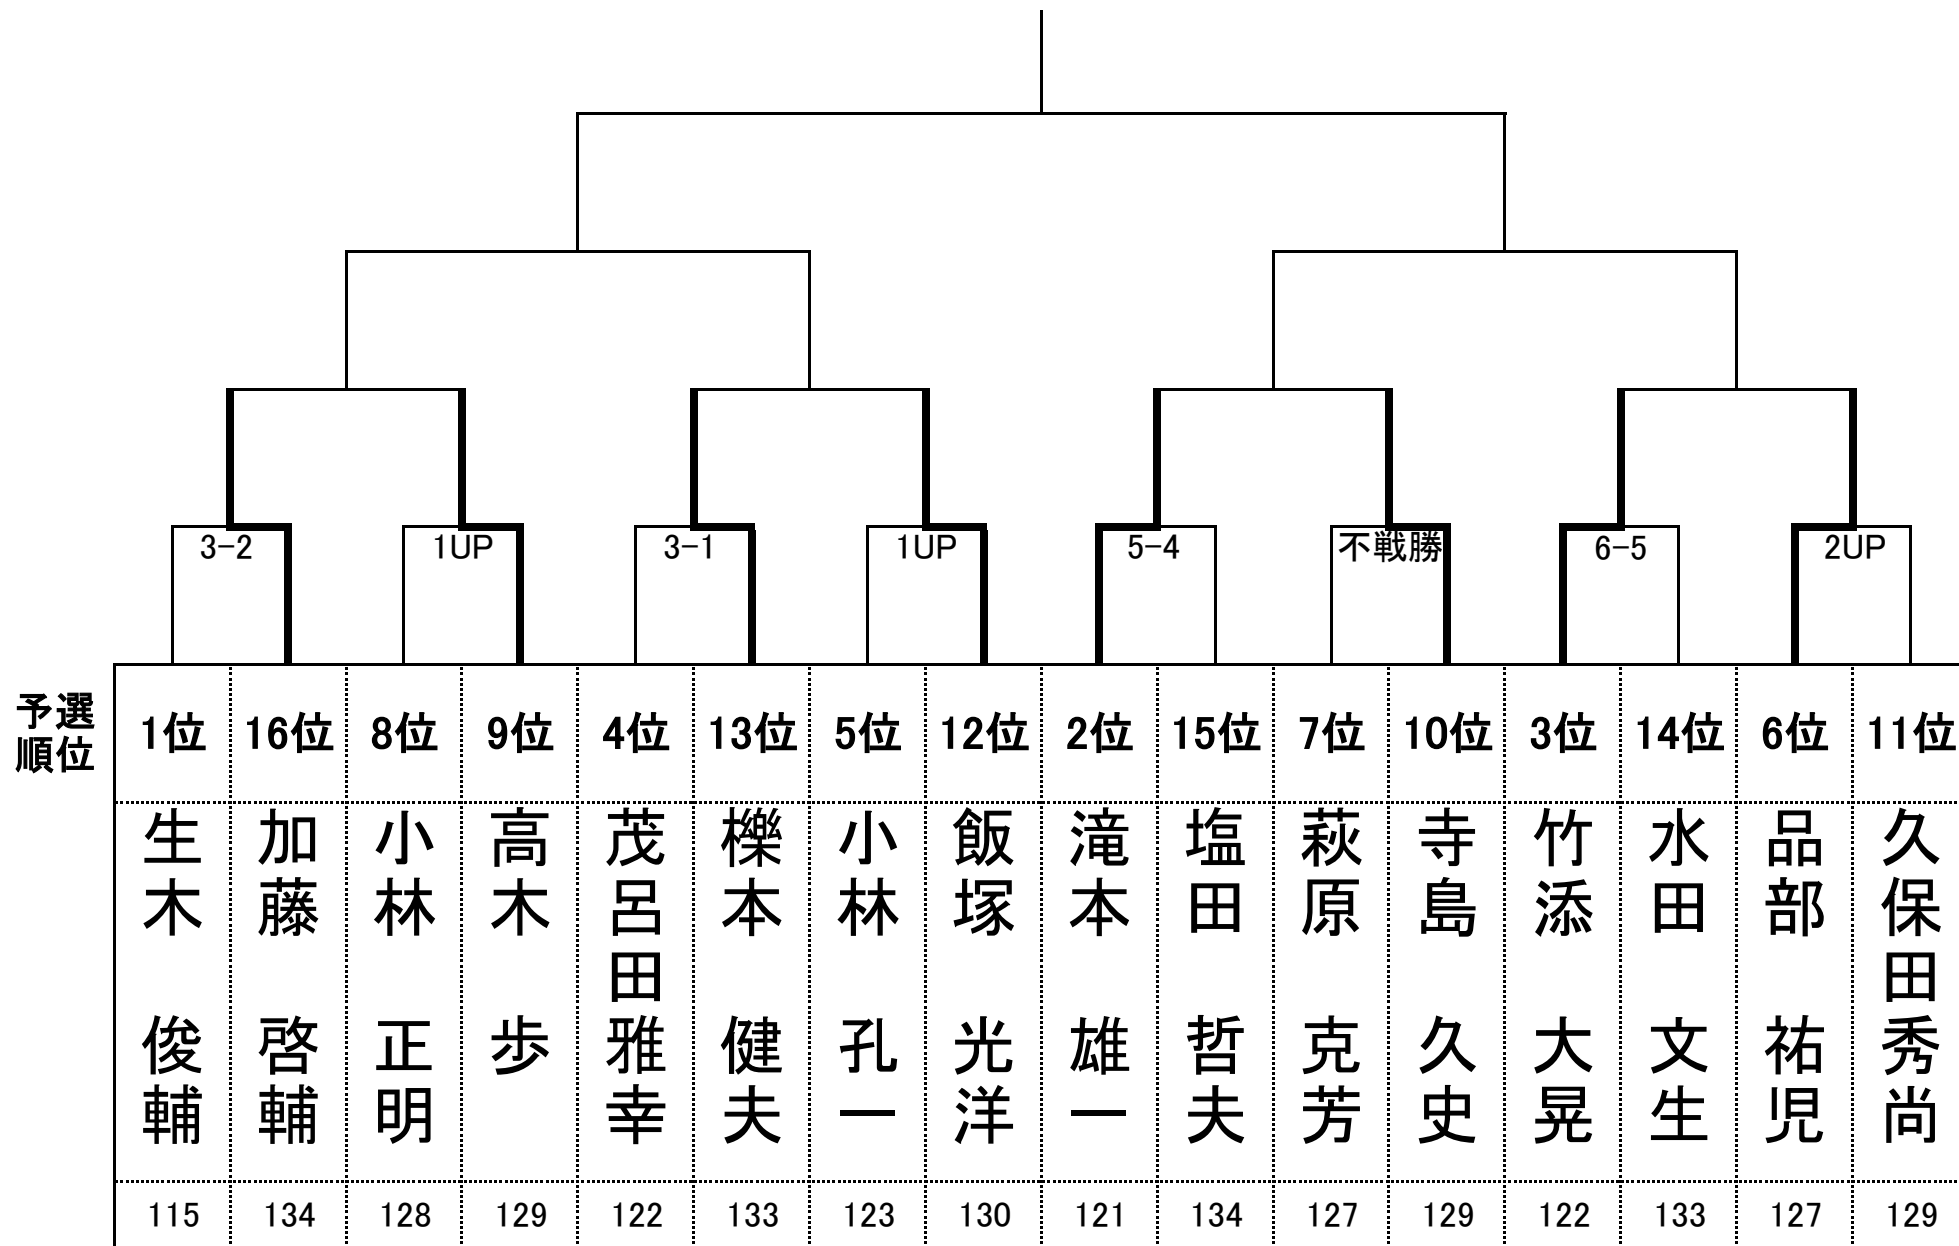 3-2 1UP 3-1 1UP 5-4 不戦勝 6-5 2UP
予選
順位
1位 16位 8位 9位 4位 13位 5位 12位 2位 15位 7位 10位 3位 14位 6位 11位
生木 俊輔
加藤 啓輔
小林 正明
高木 歩
茂呂田雅幸
櫟本 健夫
小林 孔一
飯塚 光洋
滝本 雄一
塩田 哲夫
萩原 克芳
寺島 久史
竹添 大晃
水田 文生
品部 祐児
久保田秀尚
115 134 128 129 122 133 123 130 121 134 127 129 122 133 127 129